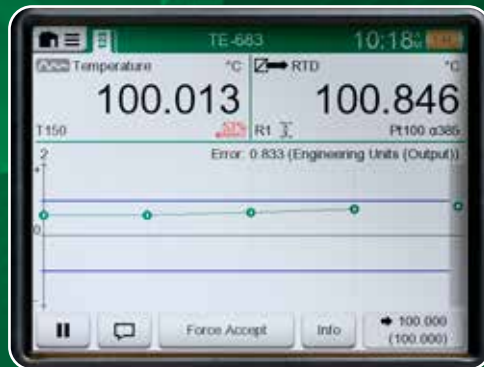 TE-683 10:18
Temperature °C RTD °C
100.013 100.846
T150 R1 Pt100 α385
2 Error: 0.833 (Engineering Units (Output))
0
Force Accept Info 100.000
(100.000)